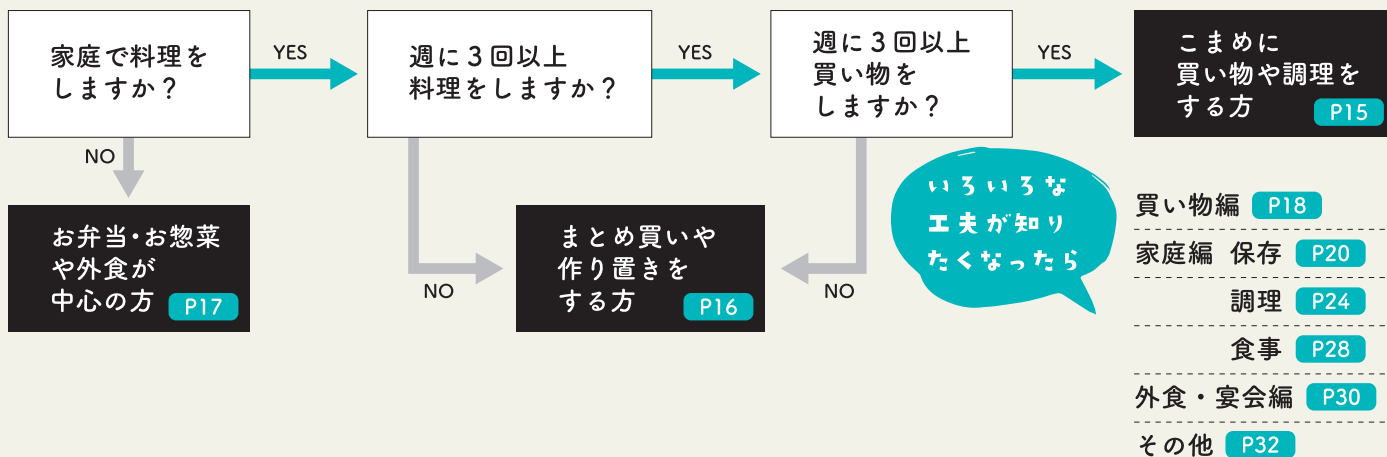 家庭で料理を
しますか？
YES
NO
週に３回以上
料理をしますか？
YES
NO
週に３回以上
買い物を
しますか？
YES
NO
こまめに
買い物や調理を
する方 P15
お弁当・お惣菜
や外食が
中心の方 P17
まとめ買いや
作り置きを
する方 P16
いろいろな
工夫が知り
たくなったら
買い物編 P18
家庭編 保存 P20
調理 P24
食事 P28
外食・宴会編 P30
その他 P32